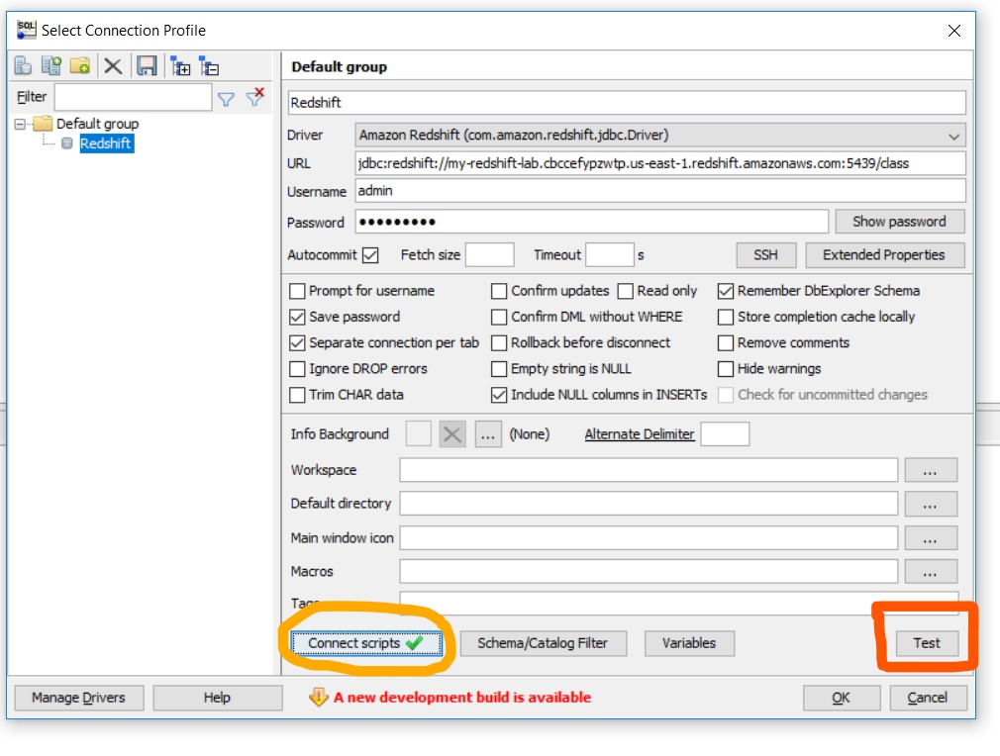 SQL Select Connection Profile
Default group
Filter
Redshift
Default group
Driver Amazon Redshift (com.amazon.redshift.jdbc.Driver)
Redshift
URL jdbc:redshift://my-redshift-lab.cbccefypzwtp.us-east-1.redshift.amazonaws.com:5439/class
Username admin
Password ●●●●●●●●● Show password
Autocommit Fetch size Timeout s SSH Extended Properties
Prompt for username Confirm updates Read only Remember DbExplorer Schema
Save password Confirm DML without WHERE Store completion cache locally
Separate connection per tab Rollback before disconnect Remove comments
Ignore DROP errors Empty string is NULL Hide warnings
Trim CHAR data Include NULL columns in INSERTs Check for uncommitted changes
Info Background ... (None) Alternate Delimiter
Workspace ...
Default directory ...
Main window icon ...
Macros ...
Tags
Connect scripts Schema/Catalog Filter Variables Test
Manage Drivers Help A new development build is available OK Cancel